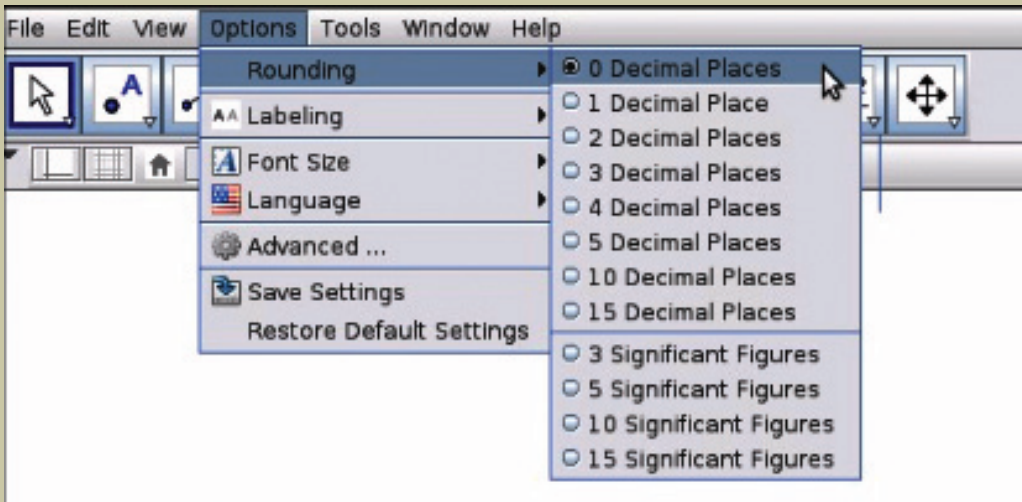 File Edit View Options Tools Window Help
Rounding
AA Labeling
A Font Size
Language
Advanced ...
Save Settings
Restore Default Settings
0 Decimal Places
1 Decimal Place
2 Decimal Places
3 Decimal Places
4 Decimal Places
5 Decimal Places
10 Decimal Places
15 Decimal Places
3 Significant Figures
5 Significant Figures
10 Significant Figures
15 Significant Figures
A